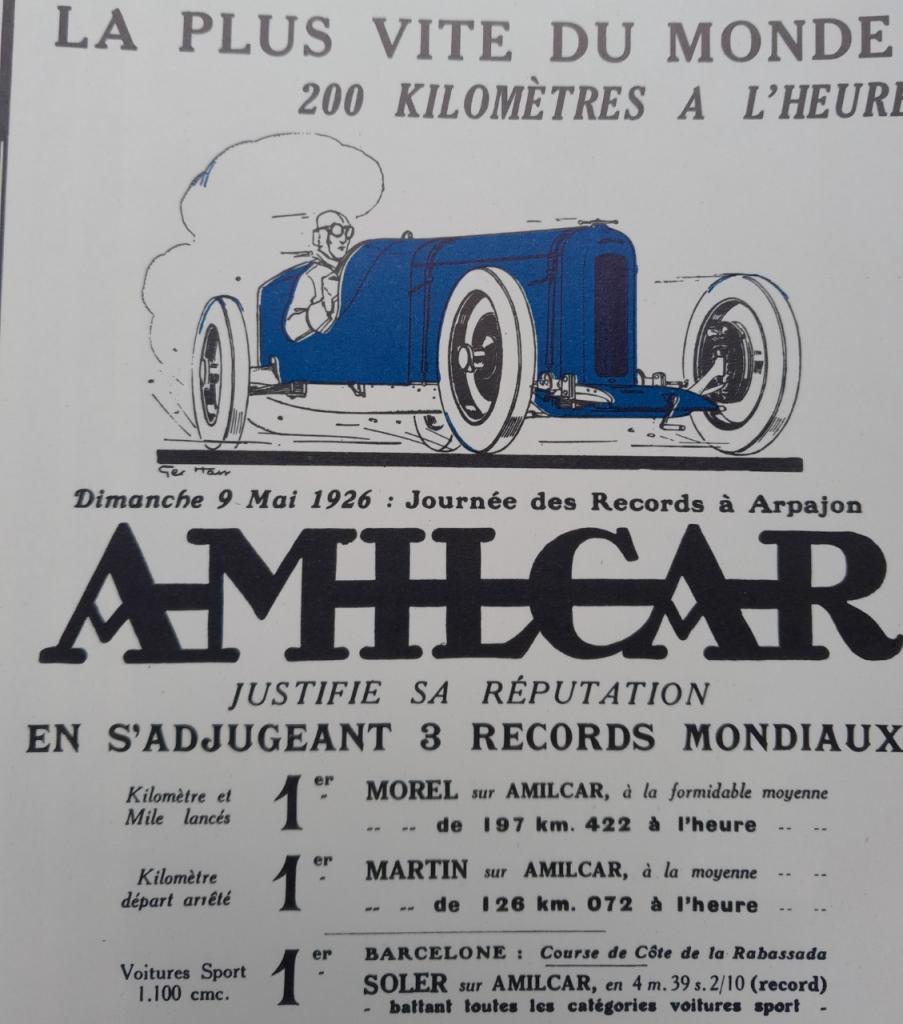 LA PLUS VITE DU MONDE
200 KILOMÈTRES A L'HEURE
Ger Ham
Dimanche 9 Mai 1926 : Journée des Records à Arpajon
AMILCAR
JUSTIFIE SA RÉPUTATION
EN S'ADJUGEANT 3 RECORDS MONDIAUX
Kilomètre et
Mile lancés
1er
MOREL sur AMILCAR, à la formidable moyenne
de 197 km. 422 à l'heure
Kilomètre
départ arrêté
1er
MARTIN sur AMILCAR, à la moyenne
de 126 km. 072 à l'heure
Voitures Sport
1.100 cmc.
1er
BARCELONE : Course de Côte de la Rabassada
SOLER sur AMILCAR, en 4 m. 39 s. 2/10 (record)
- battant toutes les catégories voitures sport -